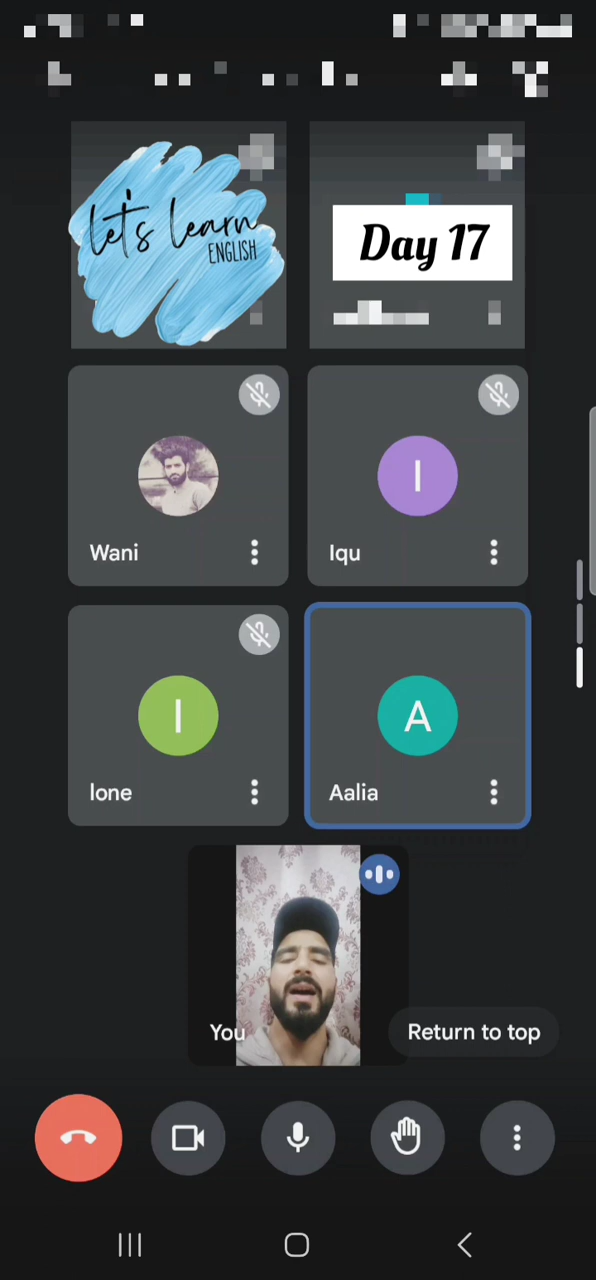 let's learn
ENGLISH
Day 17
Wani
Iqu
I
lone
I
Aalia
A
You
Return to top